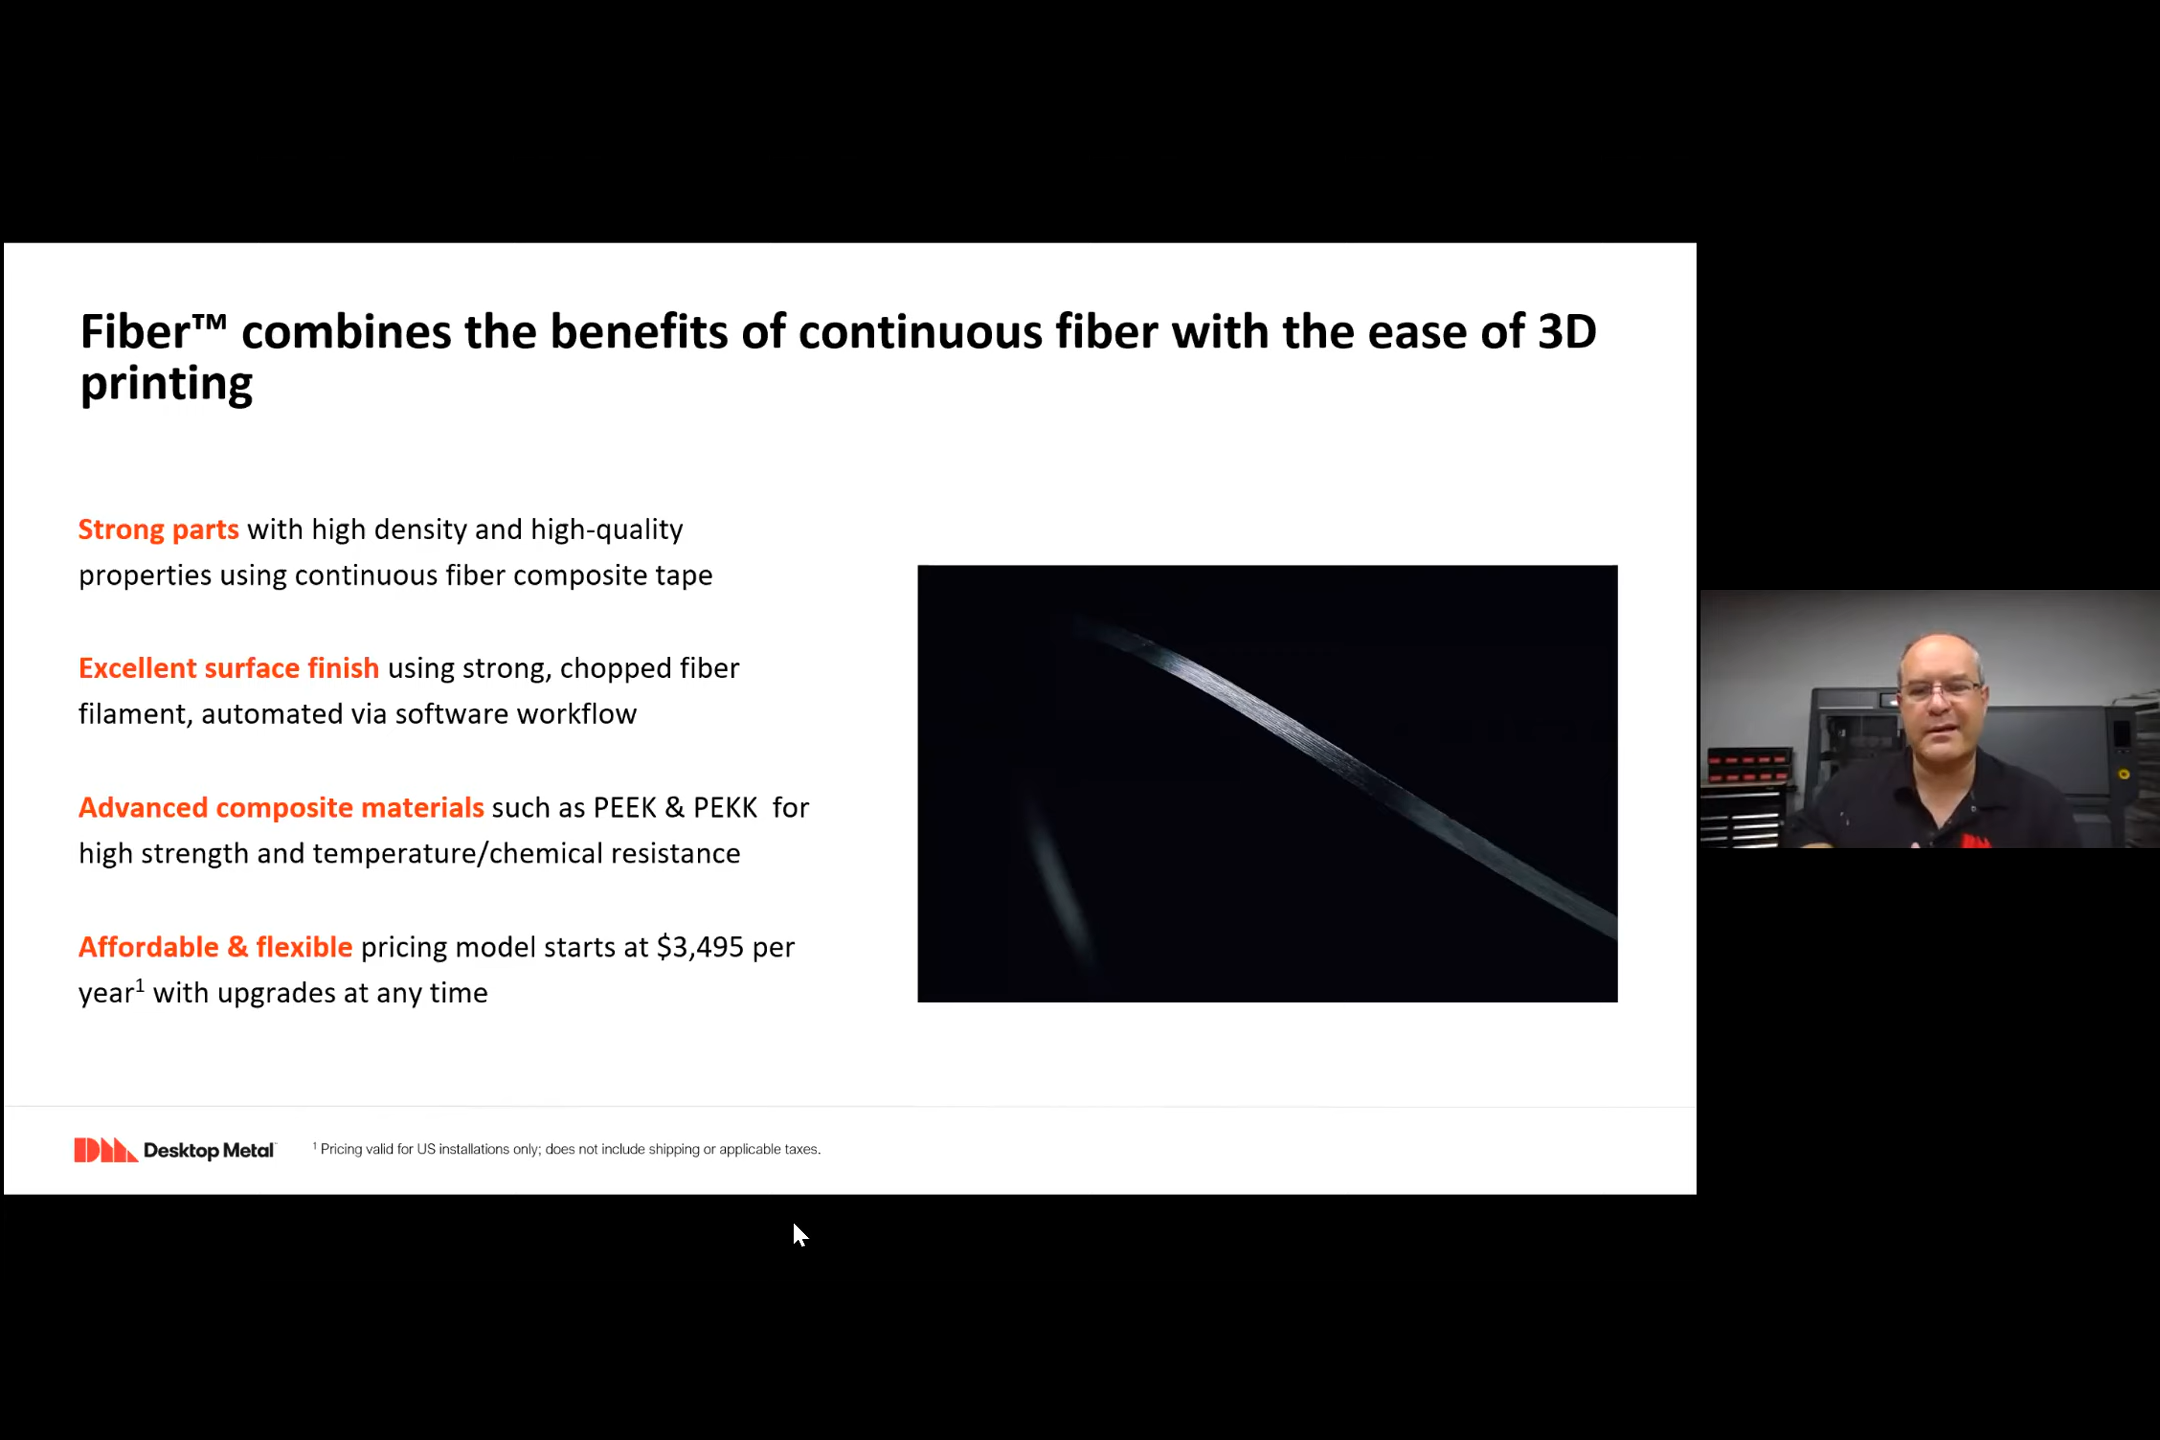 Fiber™ combines the benefits of continuous fiber with the ease of 3D
printing
Strong parts with high density and high-quality
properties using continuous fiber composite tape
Excellent surface finish using strong, chopped fiber
filament, automated via software workflow
Advanced composite materials such as PEEK & PEKK for
high strength and temperature/chemical resistance
Affordable & flexible pricing model starts at $3,495 per
year¹ with upgrades at any time
Desktop Metal
¹ Pricing valid for US installations only; does not include shipping or applicable taxes.